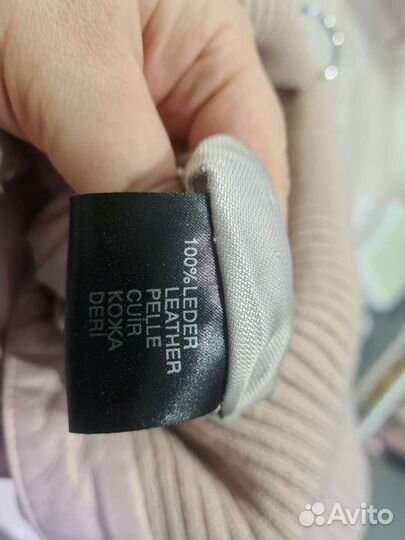 100%LEDER
LEATHER
PELLE
CUIR
КОЖА
DERİ
Avito